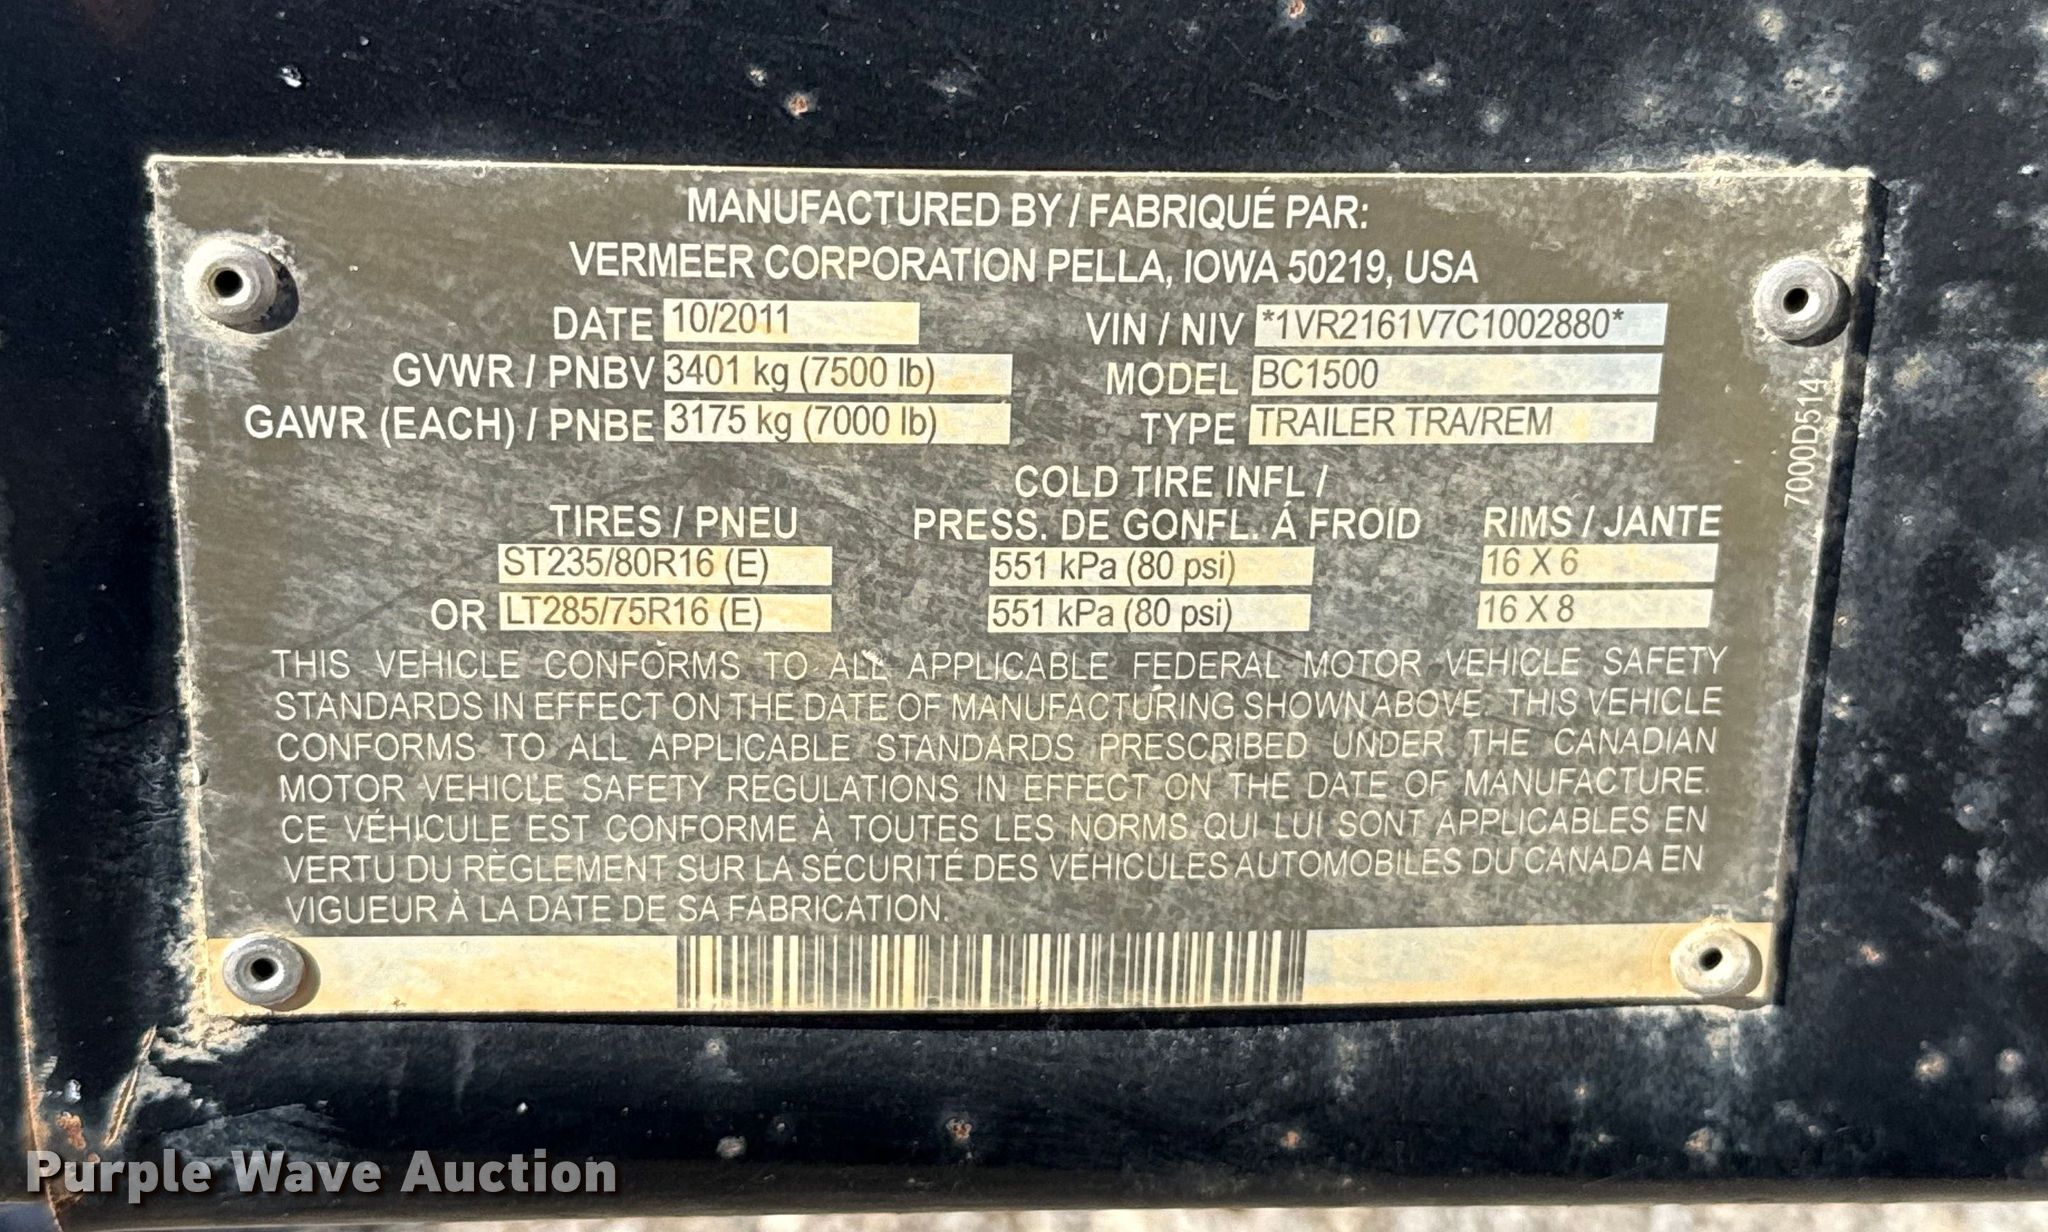 MANUFACTURED BY / FABRIQUÉ PAR:
VERMEER CORPORATION PELLA, IOWA 50219, USA
DATE 10/2011 VIN / NIV *1VR2161V7C1002880*
GVWR / PNBV 3401 kg (7500 lb) MODEL BC1500
GAWR (EACH) / PNBE 3175 kg (7000 lb) TYPE TRAILER TRA/REM
7000D514
COLD TIRE INFL /
TIRES / PNEU PRESS. DE GONFL. Á FROID RIMS / JANTE
ST235/80R16 (E) 551 kPa (80 psi) 16 X 6
OR LT285/75R16 (E) 551 kPa (80 psi) 16 X 8
THIS VEHICLE CONFORMS TO ALL APPLICABLE FEDERAL MOTOR VEHICLE SAFETY
STANDARDS IN EFFECT ON THE DATE OF MANUFACTURING SHOWN ABOVE. THIS VEHICLE
CONFORMS TO ALL APPLICABLE STANDARDS PRESCRIBED UNDER THE CANADIAN
MOTOR VEHICLE SAFETY REGULATIONS IN EFFECT ON THE DATE OF MANUFACTURE.
CE VÉHICULE EST CONFORME À TOUTES LES NORMS QUI LUI SONT APPLICABLES EN
VERTU DU RÈGLEMENT SUR LA SÉCURITÉ DES VÉHICULES AUTOMOBILES DU CANADA EN
VIGUEUR À LA DATE DE SA FABRICATION.
Purple Wave Auction